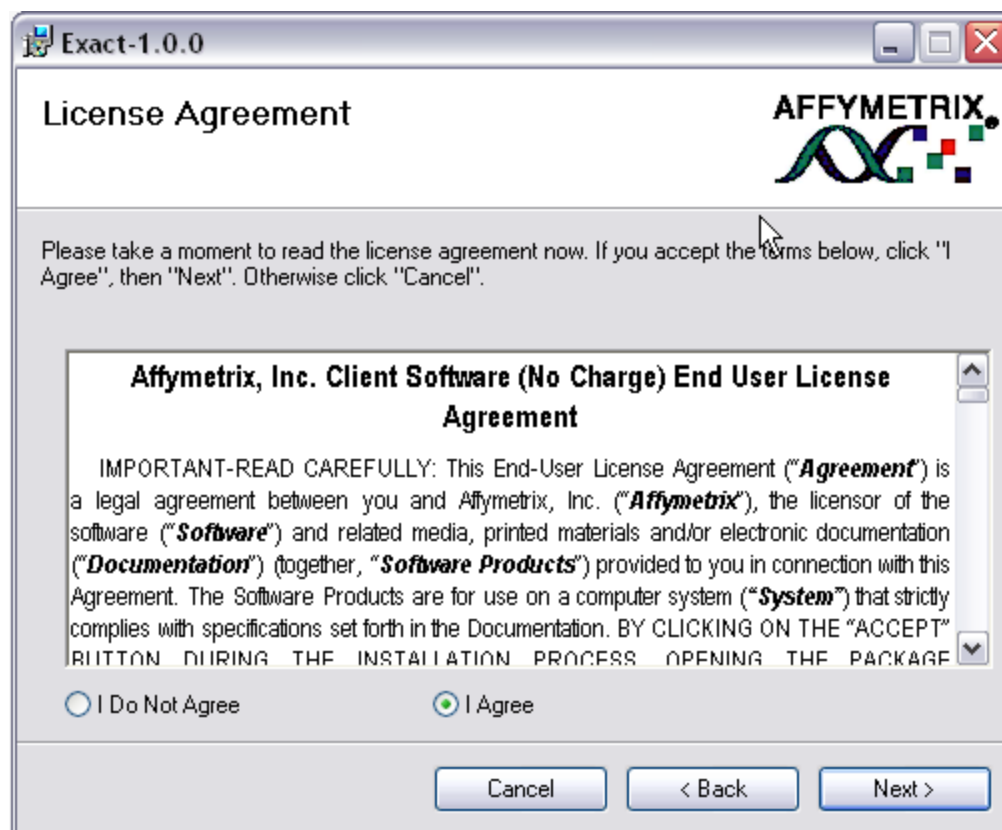 Exact-1.0.0
License Agreement
AFFYMETRIX®
Please take a moment to read the license agreement now. If you accept the terms below, click "I
Agree", then "Next". Otherwise click "Cancel".
Affymetrix, Inc. Client Software (No Charge) End User License
Agreement
IMPORTANT-READ CAREFULLY: This End-User License Agreement (“Agreement”) is
a legal agreement between you and Affymetrix, Inc. (“Affymetrix”), the licensor of the
software (“Software”) and related media, printed materials and/or electronic documentation
(“Documentation”) (together, “Software Products”) provided to you in connection with this
Agreement. The Software Products are for use on a computer system (“System”) that strictly
complies with specifications set forth in the Documentation. BY CLICKING ON THE “ACCEPT”
BUTTON DURING THE INSTALLATION PROCESS, OPENING THE PACKAGE
I Do Not Agree
I Agree
Cancel
< Back
Next >